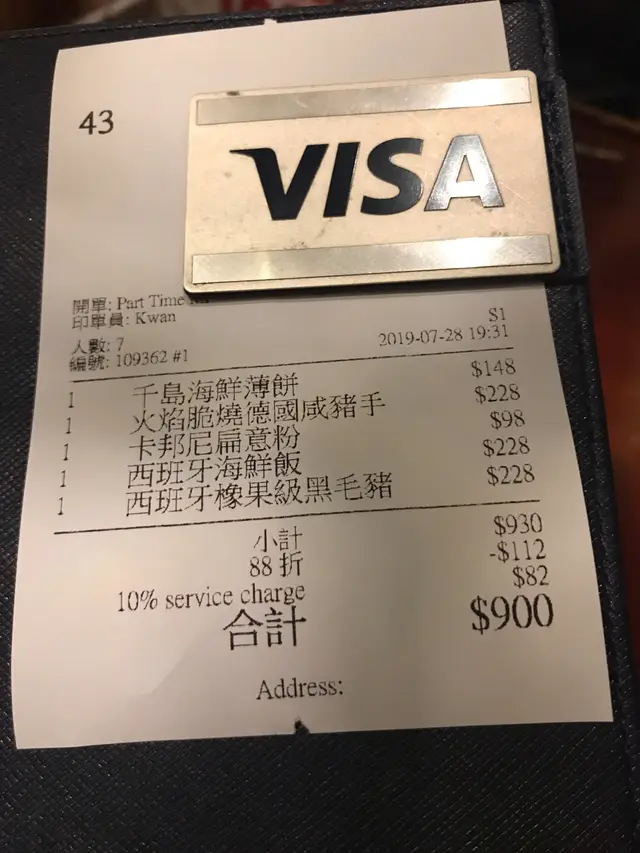 43
VISA
開單: Part Time
印單員: Kwan
人數: 7
S1
編號: 109362 #1
2019-07-28 19:31
1 千島海鮮薄餅 $148
1 火焰脆燒德國咸豬手 $228
1 卡邦尼扁意粉 $98
1 西班牙海鮮飯 $228
1 西班牙橡果級黑毛豬 $228
小計 $930
88 折 -$112
10% service charge $82
合計 $900
Address: